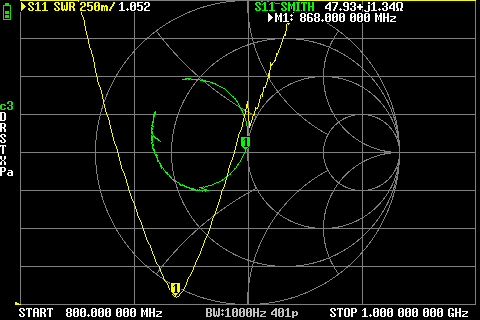 S11 SWR 250m/ 1.052
S11 SMITH 47.93+j1.34Ω
M1: 868.000 000 MHz
c3
D
R
S
T
X
Pa
1
1
START 800.000 000 MHz
BW:1000Hz 401p
STOP 1.000 000 000 GHz